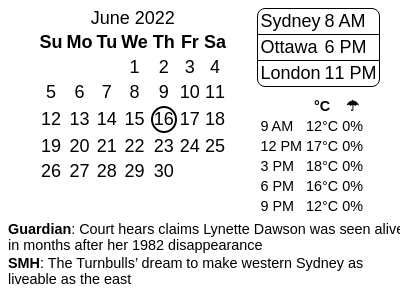 June 2022
Su Mo Tu We Th Fr Sa
1 2 3 4
5 6 7 8 9 10 11
12 13 14 15 16 17 18
19 20 21 22 23 24 25
26 27 28 29 30
Sydney 8 AM
Ottawa 6 PM
London 11 PM
°C ☂
9 AM 12°C 0%
12 PM 17°C 0%
3 PM 18°C 0%
6 PM 16°C 0%
9 PM 12°C 0%
Guardian: Court hears claims Lynette Dawson was seen alive
in months after her 1982 disappearance
SMH: The Turnbulls’ dream to make western Sydney as
liveable as the east